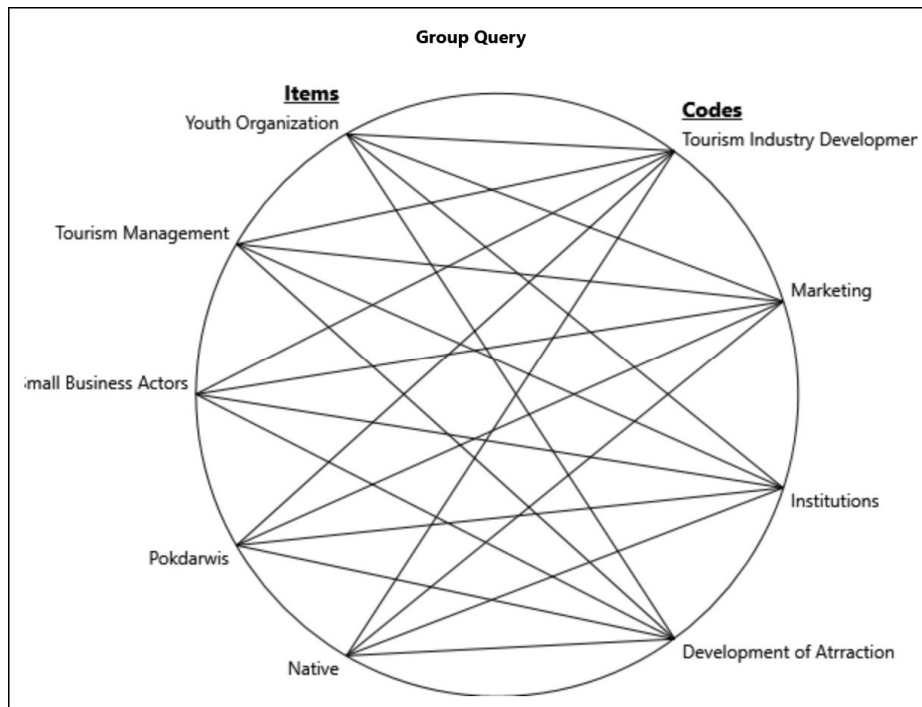 Group Query
Items
Codes
Youth Organization
Tourism Industry Developmer
Tourism Management
Marketing
Small Business Actors
Institutions
Pokdarwis
Native
Development of Atrraction